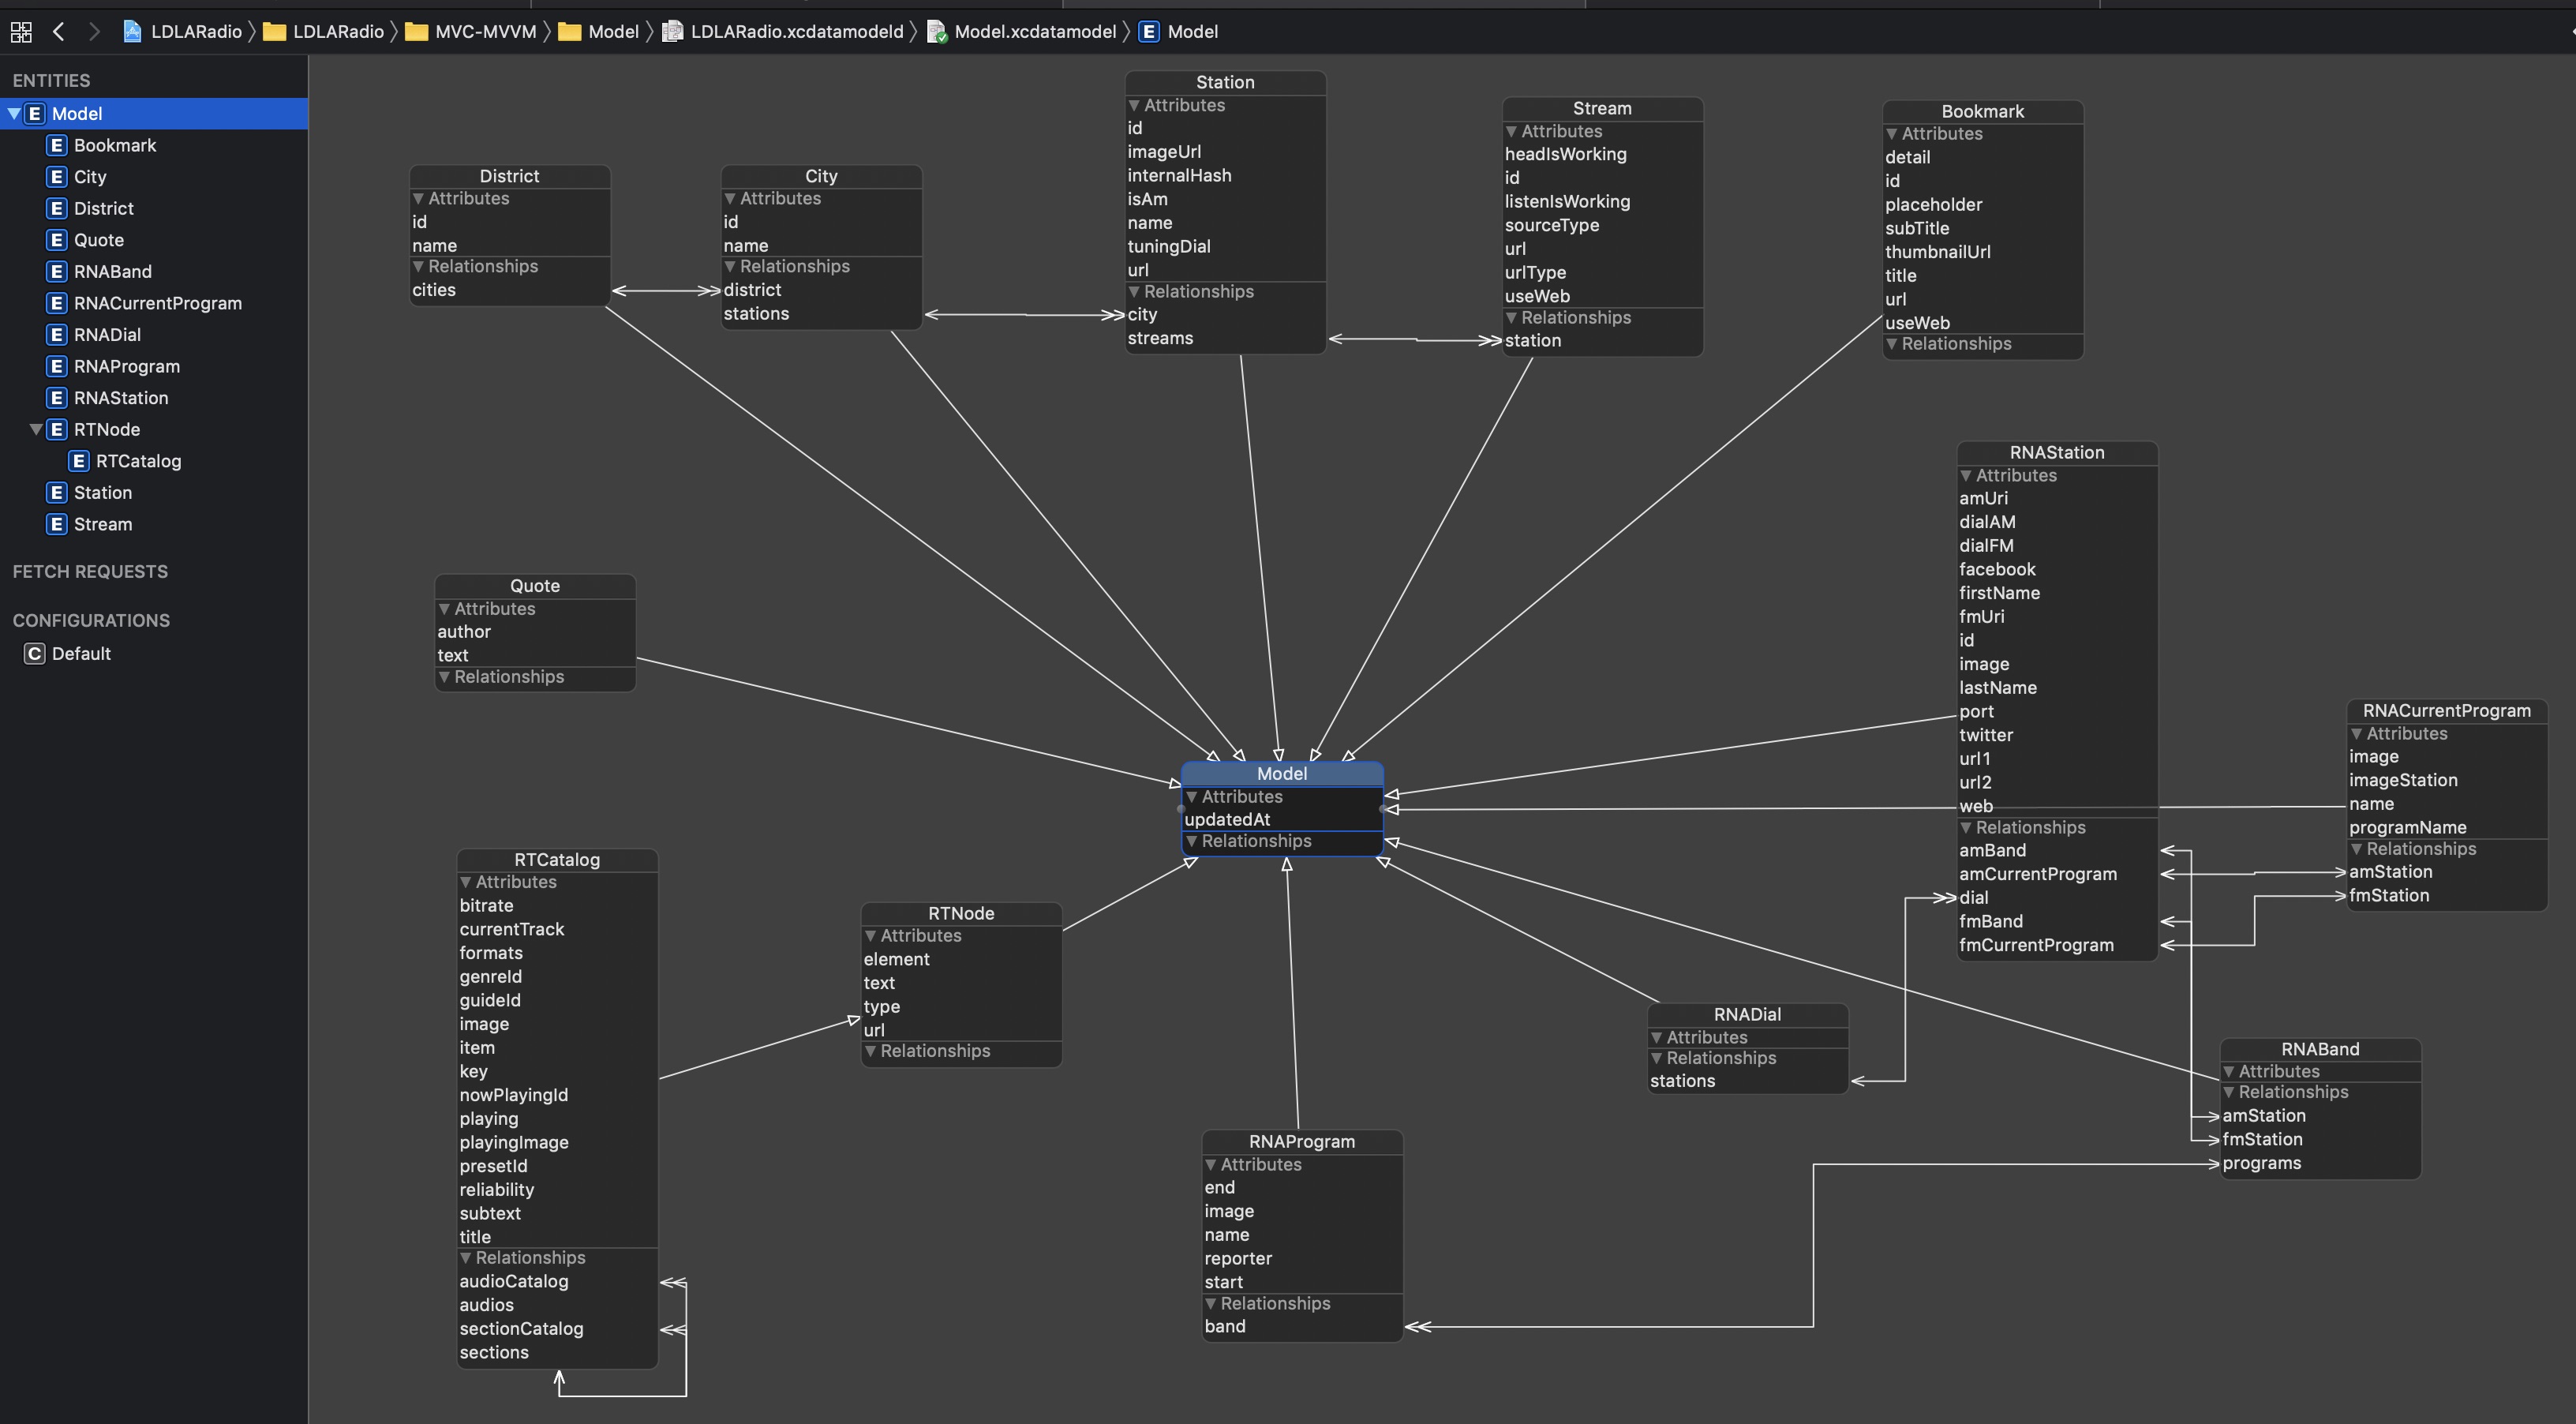 LDLARadio
LDLARadio
MVC-MVVM
Model
LDLARadio.xcdatamodeld
Model.xcdatamodel
E Model
ENTITIES
E Model
E Bookmark
E City
E District
E Quote
E RNABand
E RNACurrentProgram
E RNADial
E RNAProgram
E RNAStation
E RTNode
E RTCatalog
E Station
E Stream
FETCH REQUESTS
CONFIGURATIONS
C Default
District
Attributes
id
name
Relationships
cities
City
Attributes
id
name
Relationships
district
stations
Station
Attributes
id
imageUrl
internalHash
isAm
name
tuningDial
url
Relationships
city
streams
Stream
Attributes
headIsWorking
id
listenIsWorking
sourceType
url
urlType
useWeb
Relationships
station
Bookmark
Attributes
detail
id
placeholder
subTitle
thumbnailUrl
title
url
useWeb
Relationships
Quote
Attributes
author
text
Relationships
RNAStation
Attributes
amUri
dialAM
dialFM
facebook
firstName
fmUri
id
image
lastName
port
twitter
url1
url2
web
Relationships
amBand
amCurrentProgram
dial
fmBand
fmCurrentProgram
RNACurrentProgram
Attributes
image
imageStation
name
programName
Relationships
amStation
fmStation
Model
Attributes
updatedAt
Relationships
RTCatalog
Attributes
bitrate
currentTrack
formats
genreId
guideId
image
item
key
nowPlayingId
playing
playingImage
presetId
reliability
subtext
title
Relationships
audioCatalog
audios
sectionCatalog
sections
RTNode
Attributes
element
text
type
url
Relationships
RNADial
Attributes
Relationships
stations
RNABand
Attributes
Relationships
amStation
fmStation
programs
RNAProgram
Attributes
end
image
name
reporter
start
Relationships
band